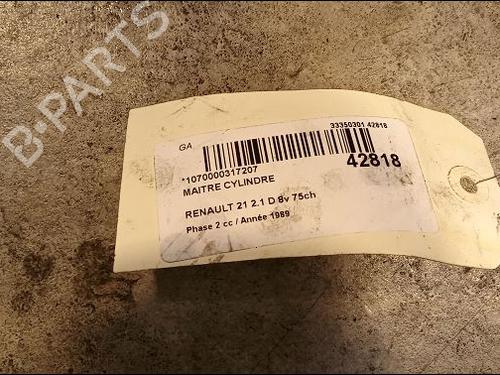 B-PARTS
GA
33350301 42818
*1070000317207
42818
MAITRE CYLINDRE
RENAULT 21 2.1 D 8v 75ch
Phase 2 cc / Année 1989